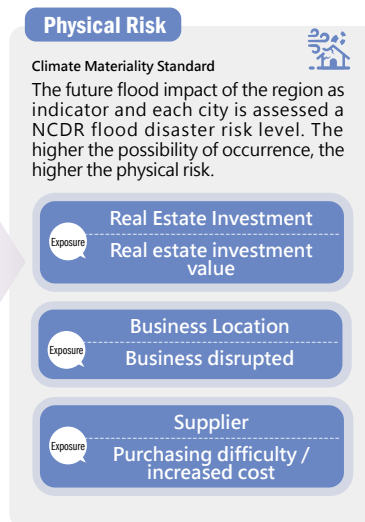 Physical Risk
Climate Materiality Standard
The future flood impact of the region as
indicator and each city is assessed a
NCDR flood disaster risk level. The
higher the possibility of occurrence, the
higher the physical risk.
Exposure
Real Estate Investment
Real estate investment
value
Exposure
Business Location
Business disrupted
Exposure
Supplier
Purchasing difficulty /
increased cost